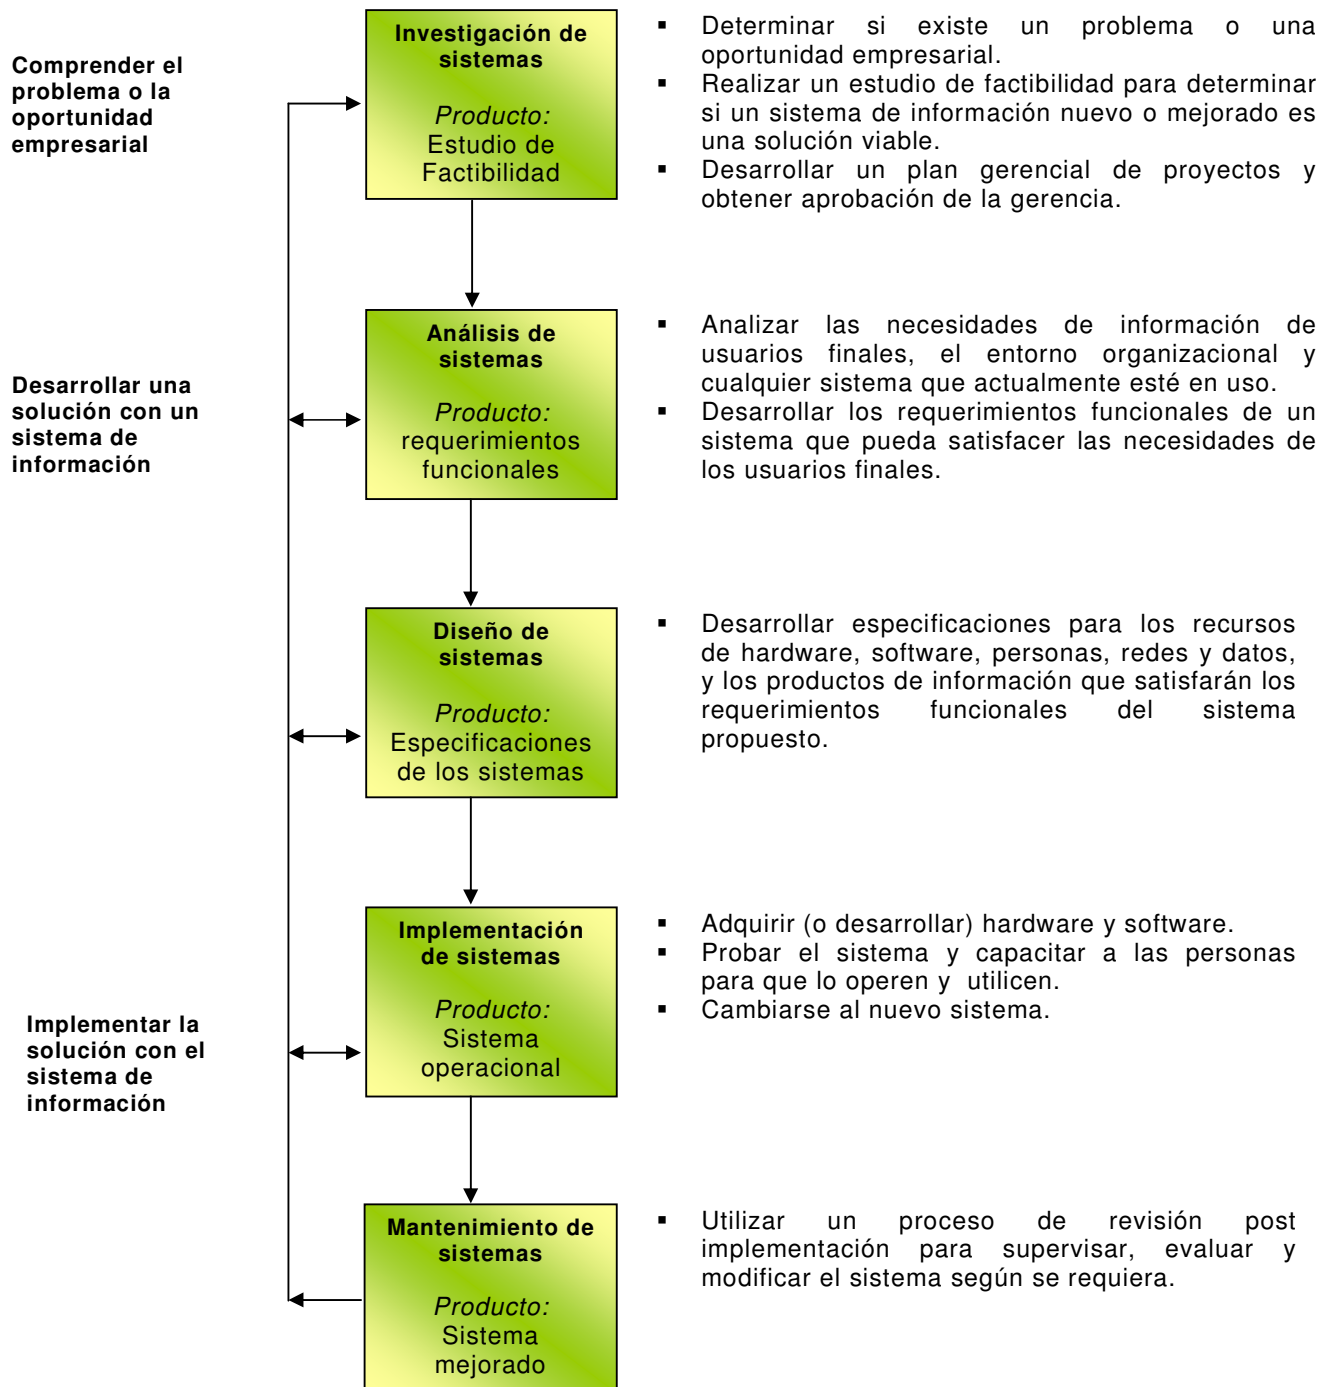 Comprender el
problema o la
oportunidad
empresarial
Investigación de
sistemas
Producto:
Estudio de
Factibilidad
▪ Determinar si existe un problema o una
oportunidad empresarial.
▪ Realizar un estudio de factibilidad para determinar
si un sistema de información nuevo o mejorado es
una solución viable.
▪ Desarrollar un plan gerencial de proyectos y
obtener aprobación de la gerencia.
Desarrollar una
solución con un
sistema de
información
Análisis de
sistemas
Producto:
requerimientos
funcionales
▪ Analizar las necesidades de información de
usuarios finales, el entorno organizacional y
cualquier sistema que actualmente esté en uso.
▪ Desarrollar los requerimientos funcionales de un
sistema que pueda satisfacer las necesidades de
los usuarios finales.
Diseño de
sistemas
Producto:
Especificaciones
de los sistemas
▪ Desarrollar especificaciones para los recursos
de hardware, software, personas, redes y datos,
y los productos de información que satisfarán los
requerimientos funcionales del sistema
propuesto.
Implementar la
solución con el
sistema de
información
Implementación
de sistemas
Producto:
Sistema
operacional
▪ Adquirir (o desarrollar) hardware y software.
▪ Probar el sistema y capacitar a las personas
para que lo operen y utilicen.
▪ Cambiarse al nuevo sistema.
Mantenimiento de
sistemas
Producto:
Sistema
mejorado
▪ Utilizar un proceso de revisión post
implementación para supervisar, evaluar y
modificar el sistema según se requiera.